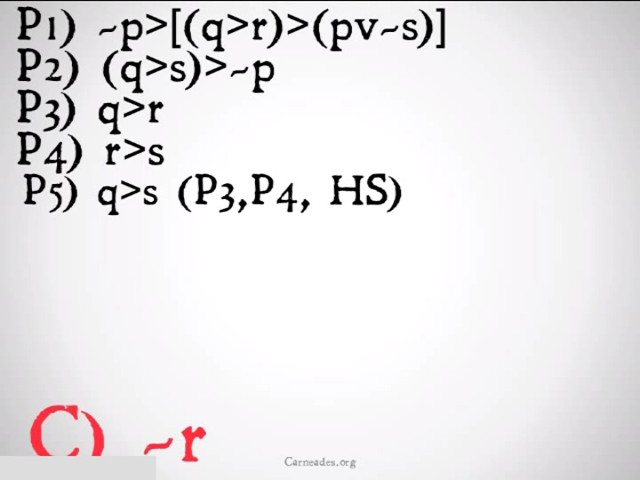 P1) ~p>[(q>r)>(pv~s)]
P2) (q>s)>~p
P3) q>r
P4) r>s
P5) q>s (P3,P4, HS)
C) ~r
Carneades.org